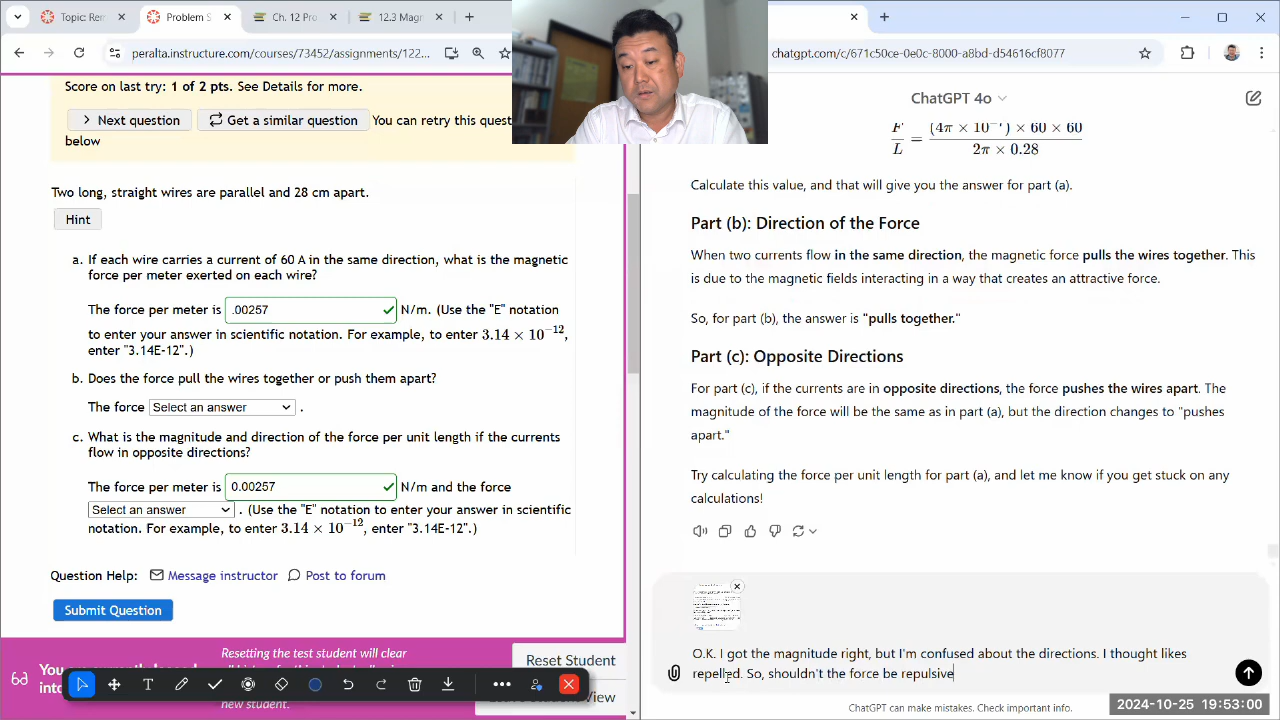 Topic: Rem
Problem S
Ch. 12 Pro
12.3 Magn
peralta.instructure.com/courses/73452/assignments/122...
chatgpt.com/c/671c50ce-0e0c-8000-a8bd-d54616cf8077
Score on last try: 1 of 2 pts. See Details for more.
Next question
Get a similar question
You can retry this quest
below
Two long, straight wires are parallel and 28 cm apart.
Hint
a. If each wire carries a current of 60 A in the same direction, what is the magnetic
force per meter exerted on each wire?
The force per meter is .00257 N/m. (Use the "E" notation
to enter your answer in scientific notation. For example, to enter 3.14 × 10⁻¹²,
enter "3.14E-12".)
b. Does the force pull the wires together or push them apart?
The force Select an answer .
c. What is the magnitude and direction of the force per unit length if the currents
flow in opposite directions?
The force per meter is 0.00257 N/m and the force
Select an answer . (Use the "E" notation to enter your answer in scientific
notation. For example, to enter 3.14 × 10⁻¹², enter "3.14E-12".)
Question Help: Message instructor Post to forum
Submit Question
Resetting the test student will clear
new student.
Reset Student
ChatGPT 4o
F/L = (4π × 10⁻⁷) × 60 × 60 / 2π × 0.28
Calculate this value, and that will give you the answer for part (a).
Part (b): Direction of the Force
When two currents flow in the same direction, the magnetic force pulls the wires together. This
is due to the magnetic fields interacting in a way that creates an attractive force.
So, for part (b), the answer is "pulls together."
Part (c): Opposite Directions
For part (c), if the currents are in opposite directions, the force pushes the wires apart. The
magnitude of the force will be the same as in part (a), but the direction changes to "pushes
apart."
Try calculating the force per unit length for part (a), and let me know if you get stuck on any
calculations!
O.K. I got the magnitude right, but I'm confused about the directions. I thought likes
repelled. So, shouldn't the force be repulsive
ChatGPT can make mistakes. Check important info.
2024-10-25 19:53:00